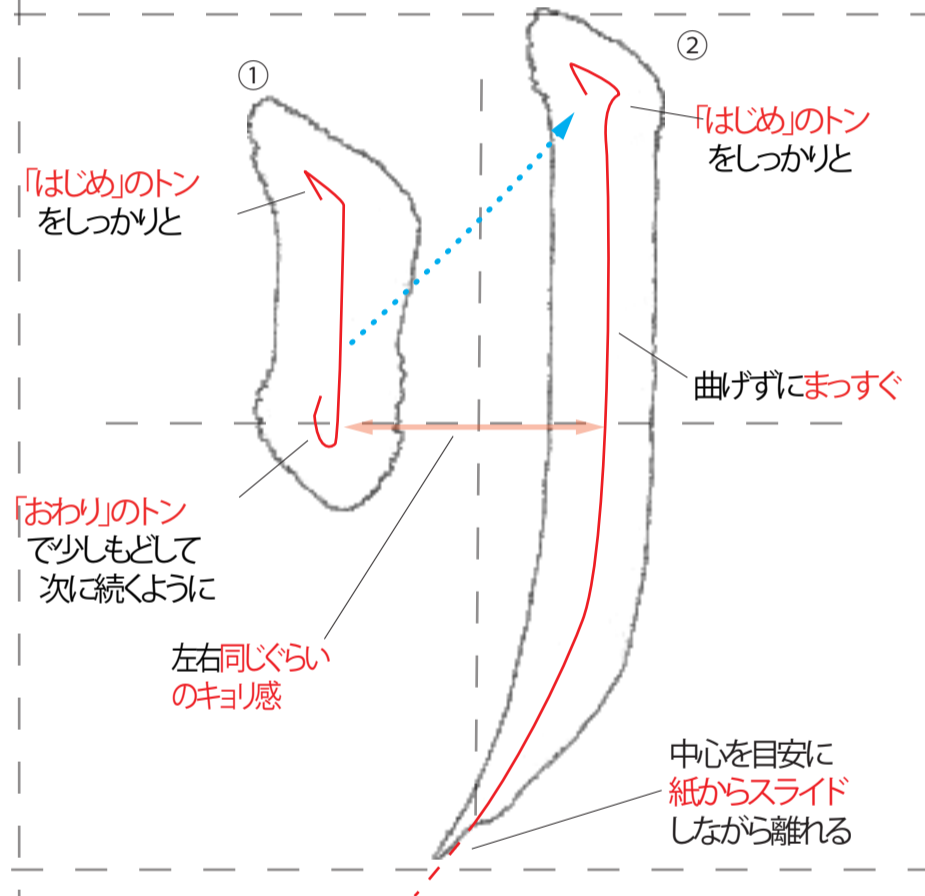 ①
「はじめ」のトン
をしっかりと
「おわり」のトン
で少しもどして
次に続くように
左右同じぐらい
のキョリ感
②
「はじめ」のトン
をしっかりと
曲げずにまっすぐ
中心を目安に
紙からスライド
しながら離れる